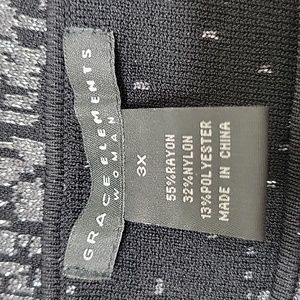 GRACE ELEMENTS
WOMAN
3X
55%RAYON
32%NYLON
13%POLYESTER
MADE IN CHINA